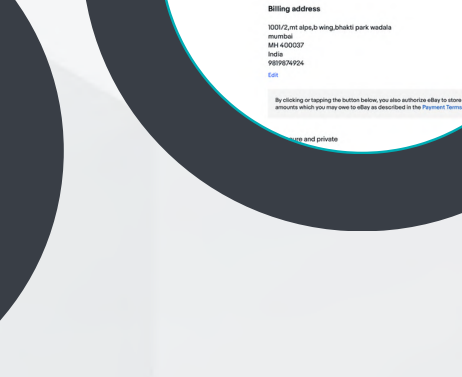 Billing address
1001/2,mt alps,b wing,bhakti park wadala
mumbai
MH 400037
India
9819874924
Edit
By clicking or tapping the button below, you also authorize eBay to store
amounts which you may owe to eBay as described in the Payment Terms
ure and private